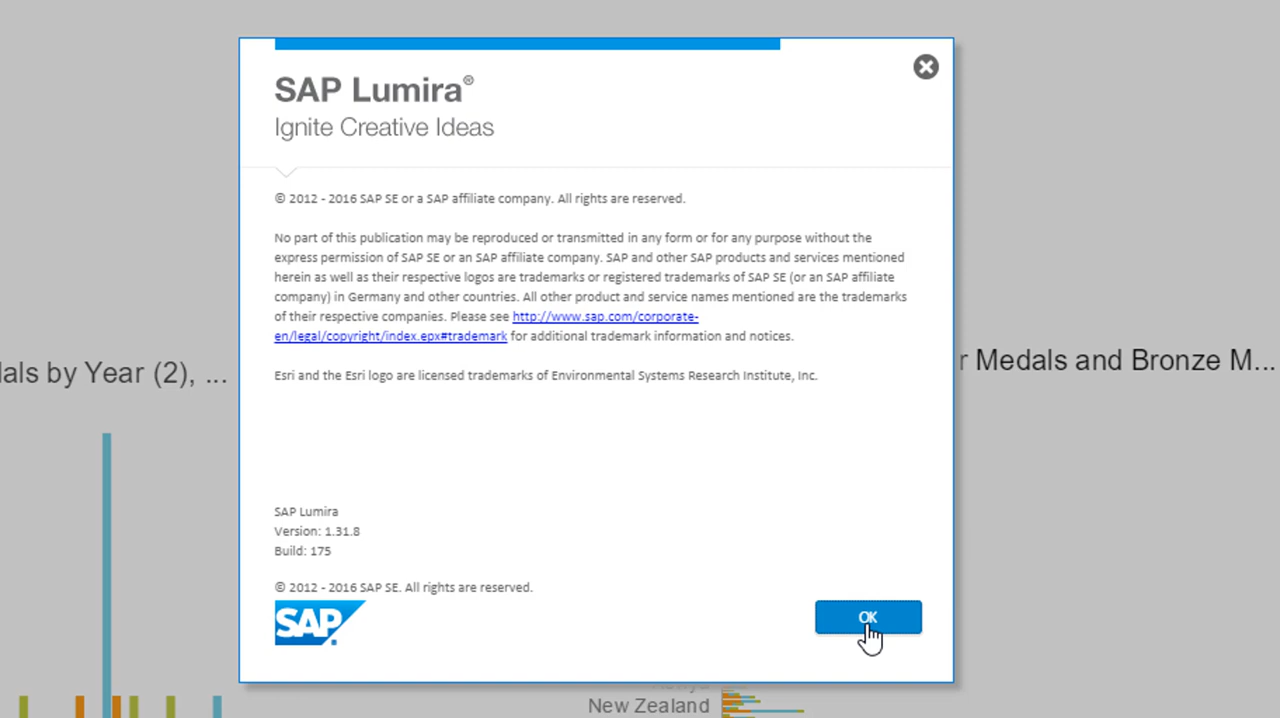 SAP Lumira®
Ignite Creative Ideas
© 2012 - 2016 SAP SE or a SAP affiliate company. All rights are reserved.
No part of this publication may be reproduced or transmitted in any form or for any purpose without the
express permission of SAP SE or an SAP affiliate company. SAP and other SAP products and services mentioned
herein as well as their respective logos are trademarks or registered trademarks of SAP SE (or an SAP affiliate
company) in Germany and other countries. All other product and service names mentioned are the trademarks
of their respective companies. Please see http://www.sap.com/corporate-
en/legal/copyright/index.epx#trademark for additional trademark information and notices.
Esri and the Esri logo are licensed trademarks of Environmental Systems Research Institute, Inc.
dals by Year (2), ...
r Medals and Bronze M...
SAP Lumira
Version: 1.31.8
Build: 175
© 2012 - 2016 SAP SE. All rights are reserved.
SAP
OK
New Zealand